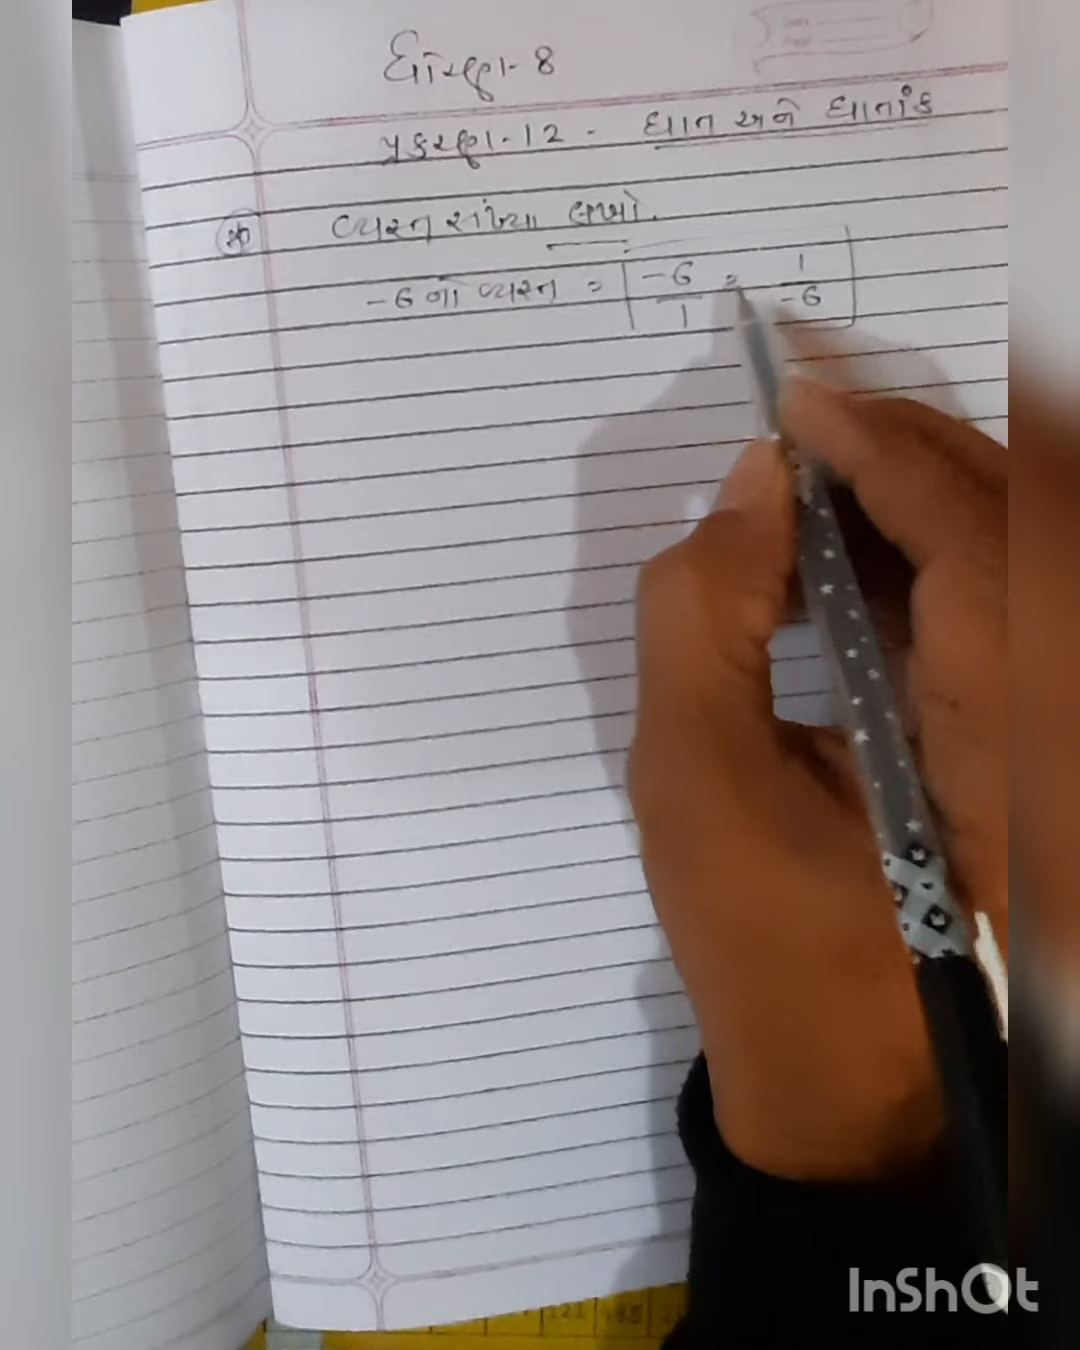 ધોરણ - 8
પ્રકરણ - 12 - ઘાત અને ઘાતાંક
વ્યસ્ત સંખ્યા લખો.
-6 નો વ્યસ્ત = -6/1 = 1/-6
InShOt